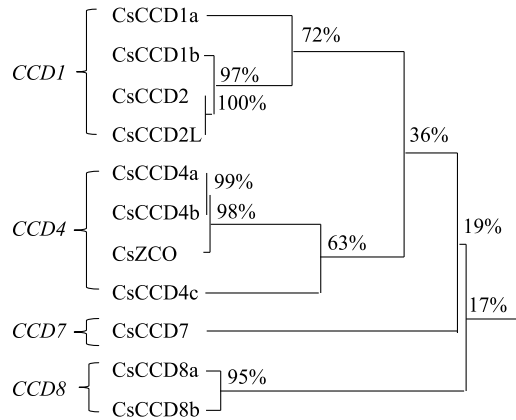 CsCCD1a
72%
CsCCD1b
CCD1
97%
CsCCD2
100%
CsCCD2L
36%
CsCCD4a
99%
CsCCD4b
98%
CCD4
19%
63%
CsZCO
CsCCD4c
17%
CCD7
CsCCD7
CsCCD8a
95%
CCD8
CsCCD8b